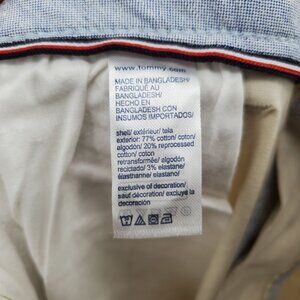 www.tommy.com
MADE IN BANGLADESH/
FABRIQUÉ AU
BANGLADESH/
HECHO EN
BANGLADESH CON
INSUMOS IMPORTADOS/
shell/ extérieur/ tela
exterior: 77% cotton/ coton/
algodón/ 20% reprocessed
cotton/ coton
retransformée/ algodón
reciclado/ 3% elastane/
élasthanne/ elastano/
exclusive of decoration/
sauf décoration/ excluye la
decoración